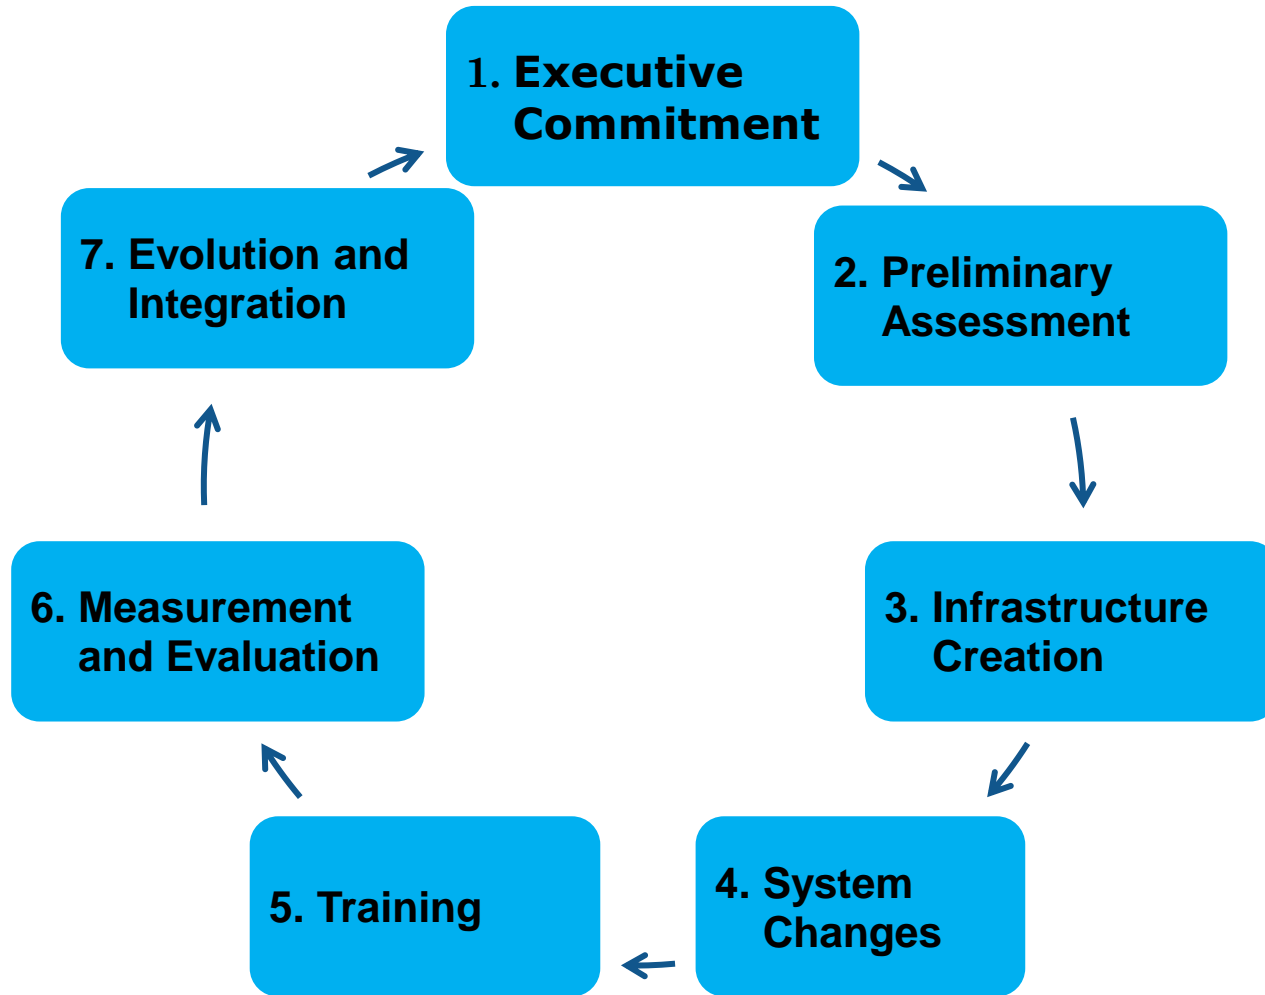 1. Executive
Commitment
2. Preliminary
Assessment
3. Infrastructure
Creation
4. System
Changes
5. Training
6. Measurement
and Evaluation
7. Evolution and
Integration